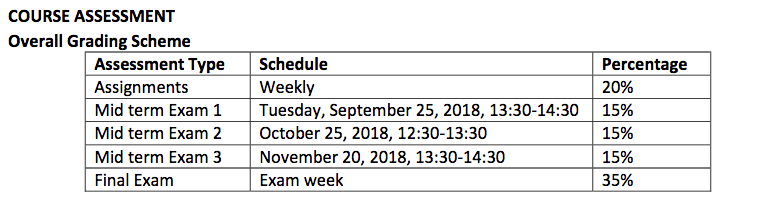 COURSE ASSESSMENT
Overall Grading Scheme
Assessment Type Schedule Percentage
Assignments Weekly 20%
Mid term Exam 1 Tuesday, September 25, 2018, 13:30-14:30 15%
Mid term Exam 2 October 25, 2018, 12:30-13:30 15%
Mid term Exam 3 November 20, 2018, 13:30-14:30 15%
Final Exam Exam week 35%